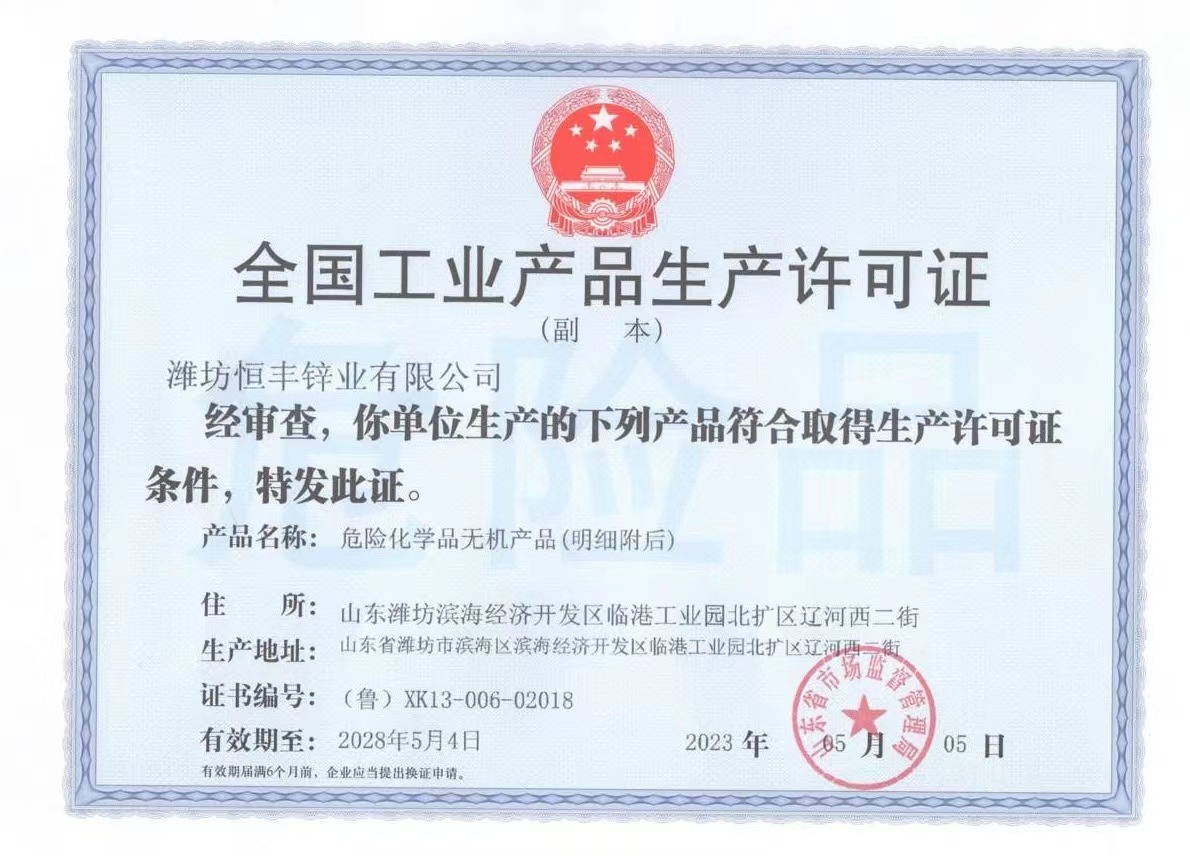 全国工业产品生产许可证
(副 本)
潍坊恒丰锌业有限公司
经审查，你单位生产的下列产品符合取得生产许可证
条件，特发此证。
产品名称：危险化学品无机产品(明细附后)
住 所：山东潍坊滨海经济开发区临港工业园北扩区辽河西二街
生产地址：山东省潍坊市滨海区滨海经济开发区临港工业园北扩区辽河西二街
证书编号：（鲁）XK13-006-02018
有效期至：2028年5月4日
2023 年 05 月 05 日
有效期届满6个月前，企业应当提出换证申请。
山东省市场监督管理局
危险品